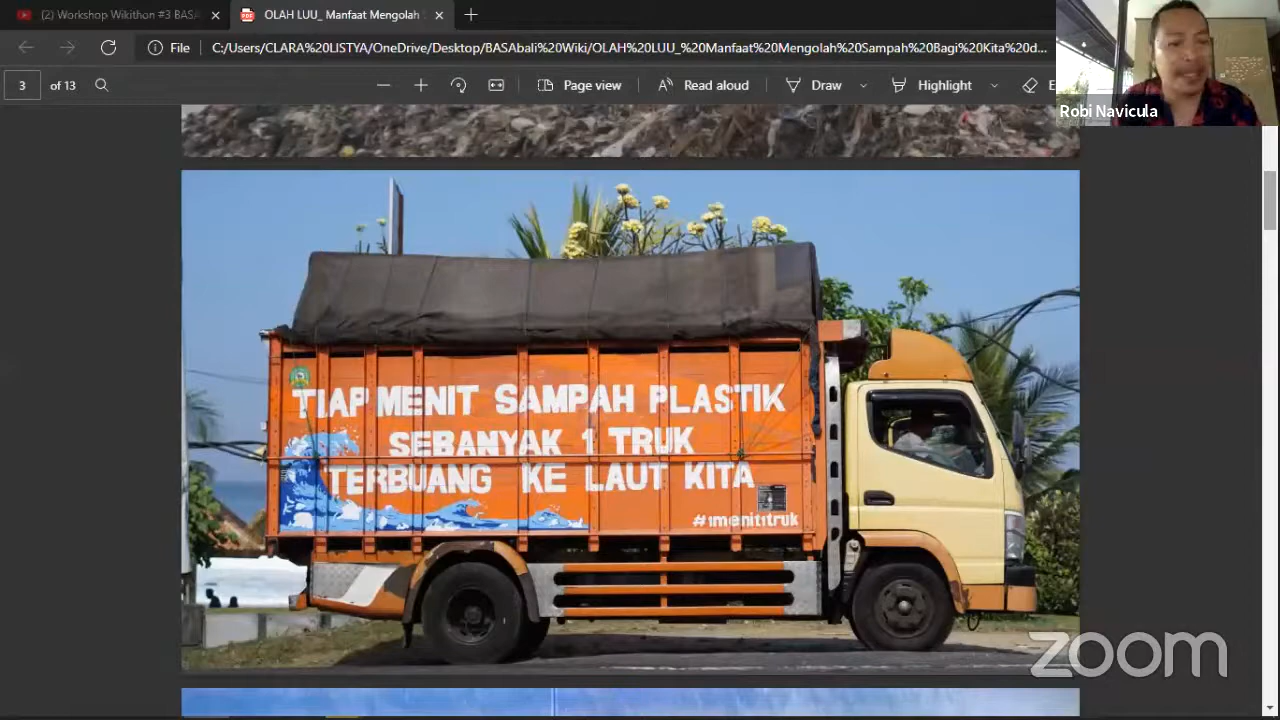 (2) Workshop Wikithon #3 BASA
OLAH LUU_ Manfaat Mengolah
File
C:/Users/CLARA%20LISTYA/OneDrive/Desktop/BASAbali%20Wiki/OLAH%20LUU_%20Manfaat%20Mengolah%20Sampah%20Bagi%20Kita%20d...
3 of 13
Page view
Read aloud
Draw
Highlight
Robi Navicula
TIAP MENIT SAMPAH PLASTIK
SEBANYAK 1 TRUK
TERBUANG KE LAUT KITA
#1menit1truk
zoom